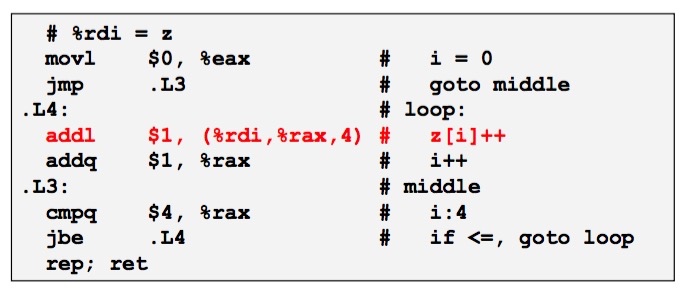 # %rdi = z
movl $0, %eax # i = 0
jmp .L3 # goto middle
.L4: # loop:
addl $1, (%rdi,%rax,4) # z[i]++
addq $1, %rax # i++
.L3: # middle
cmpq $4, %rax # i:4
jbe .L4 # if <=, goto loop
rep; ret